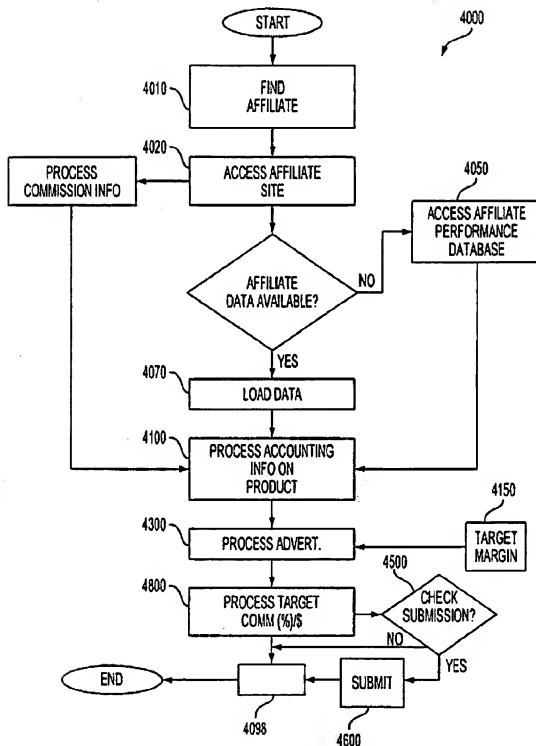 START
4000
4010
FIND
AFFILIATE
4020
PROCESS
COMMISSION INFO
ACCESS AFFILIATE
SITE
4050
ACCESS AFFILIATE
PERFORMANCE
DATABASE
AFFILIATE
DATA AVAILABLE?
NO
YES
4070
LOAD DATA
4100
PROCESS ACCOUNTING
INFO ON
PRODUCT
4150
TARGET
MARGIN
4300
PROCESS ADVERT.
4500
CHECK
SUBMISSION?
4800
PROCESS TARGET
COMM (%)/$
NO
YES
END
SUBMIT
4098
4600